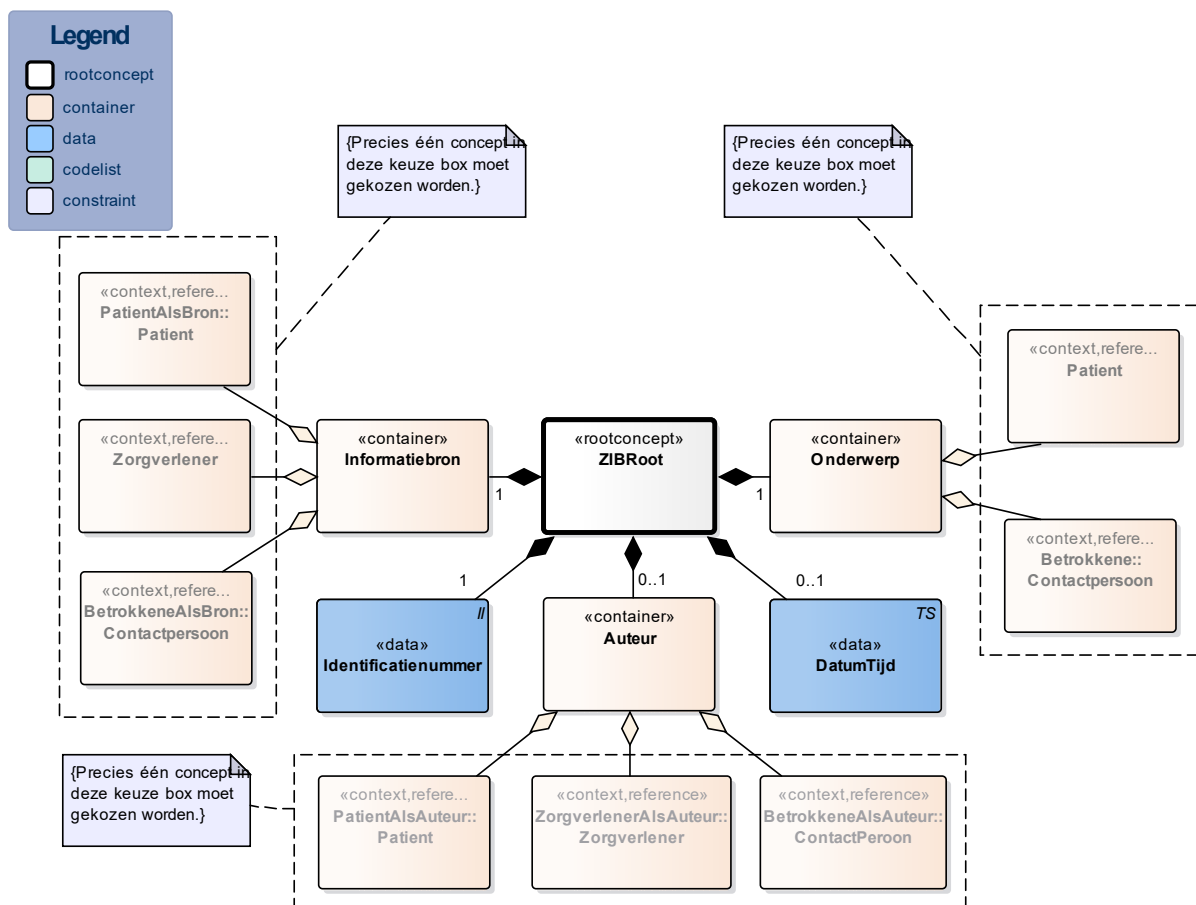 Legend
rootconcept
container
data
codelist
constraint
{Precies één concept in
deze keuze box moet
gekozen worden.}
{Precies één concept in
deze keuze box moet
gekozen worden.}
«context,refere...
PatientAlsBron::
Patient
«context,refere...
Zorgverlener
«context,refere...
BetrokkeneAlsBron::
Contactpersoon
«container»
Informatiebron
1
«rootconcept»
ZIBRoot
1
«container»
Onderwerp
«context,refere...
Patient
«context,refere...
Betrokkene::
Contactpersoon
1
II
«data»
Identificatienummer
0..1
«container»
Auteur
0..1
TS
«data»
DatumTijd
{Precies één concept in
deze keuze box moet
gekozen worden.}
«context,refere...
PatientAlsAuteur::
Patient
«context,reference»
ZorgverlenerAlsAuteur::
Zorgverlener
«context,reference»
BetrokkeneAlsAuteur::
ContactPeroon